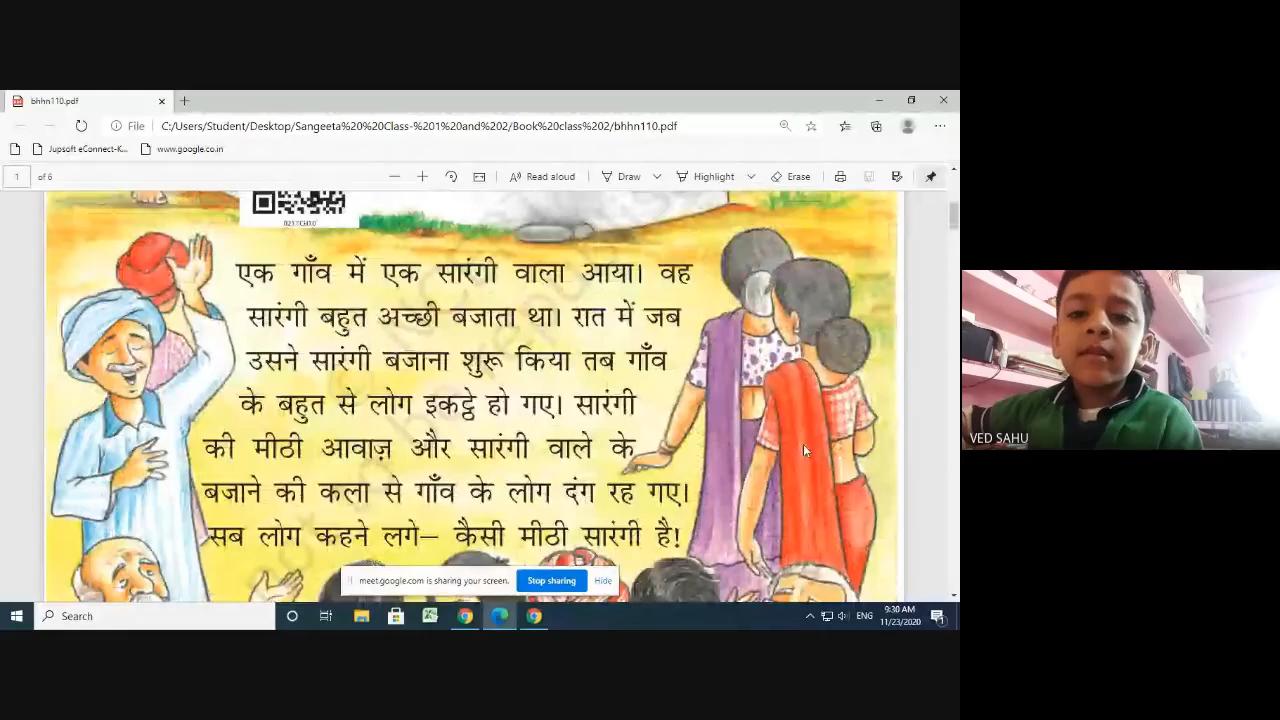 bhhn110.pdf
File C:/Users/Student/Desktop/Sangeeta%20%20Class-%201%20and%202/Book%20class%202/bhhn110.pdf
Jupsoft eConnect-K... www.google.co.in
1 of 6 Read aloud Draw Highlight Erase
एक गाँव में एक सारंगी वाला आया। वह
सारंगी बहुत अच्छी बजाता था। रात में जब
उसने सारंगी बजाना शुरू किया तब गाँव
के बहुत से लोग इकट्ठे हो गए। सारंगी
की मीठी आवाज़ और सारंगी वाले के
बजाने की कला से गाँव के लोग दंग रह गए।
सब लोग कहने लगे– कैसी मीठी सारंगी है!
meet.google.com is sharing your screen. Stop sharing Hide
Search
ENG
9:30 AM
11/23/2020
VED SAHU